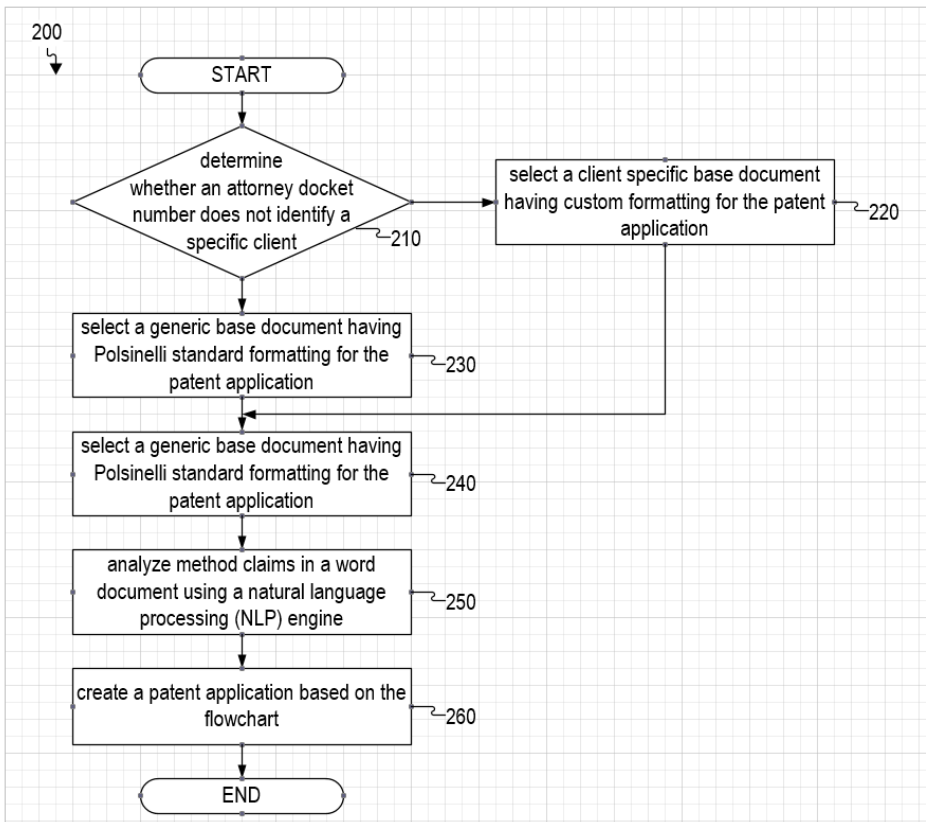 200
START
determine
whether an attorney docket
number does not identify a
specific client
210
select a client specific base document
having custom formatting for the patent
application
220
select a generic base document having
Polsinelli standard formatting for the
patent application
230
select a generic base document having
Polsinelli standard formatting for the
patent application
240
analyze method claims in a word
document using a natural language
processing (NLP) engine
250
create a patent application based on the
flowchart
260
END